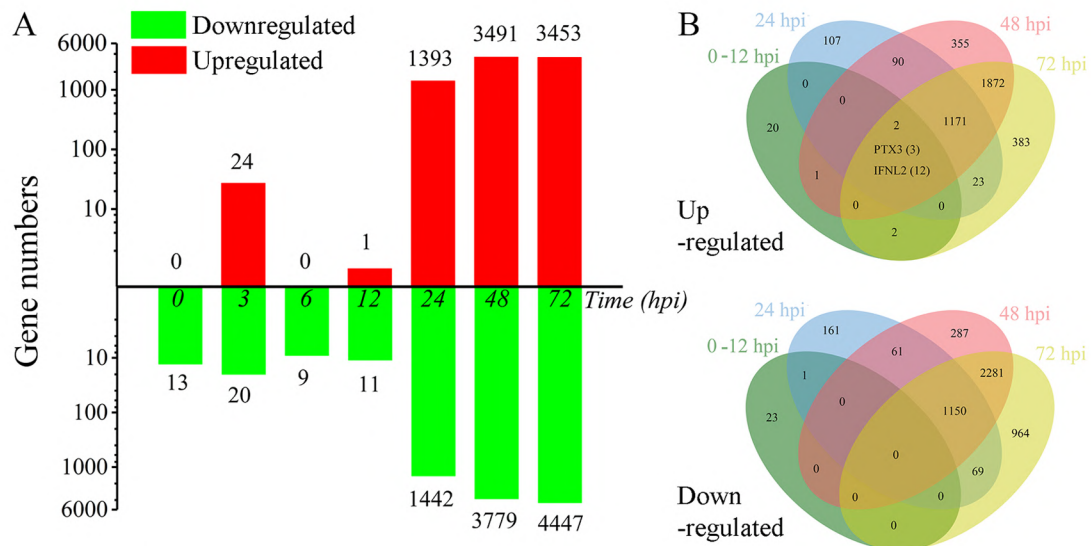 A
Downregulated
Upregulated
Gene numbers
6000
1000
100
10
10
100
1000
6000
0
24
0
1
1393
3491
3453
0
3
6
12
24
48
72
Time (hpi)
13
20
9
11
1442
3779
4447
B
24 hpi
48 hpi
0-12 hpi
72 hpi
107
355
90
0
1872
0
20
2
1171
383
PTX3 (3)
IFNL2 (12)
1
23
0
0
2
Up
-regulated
24 hpi
48 hpi
0-12 hpi
72 hpi
161
287
61
1
2281
0
23
1150
964
0
0
69
0
0
0
Down
-regulated